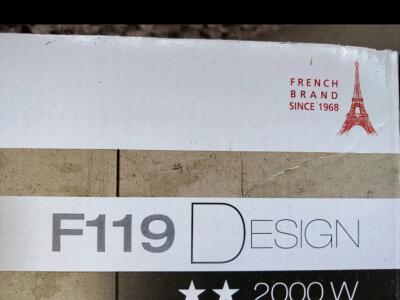 FRENCH
BRAND
SINCE 1968
F119 DESIGN
★★ 2000 W